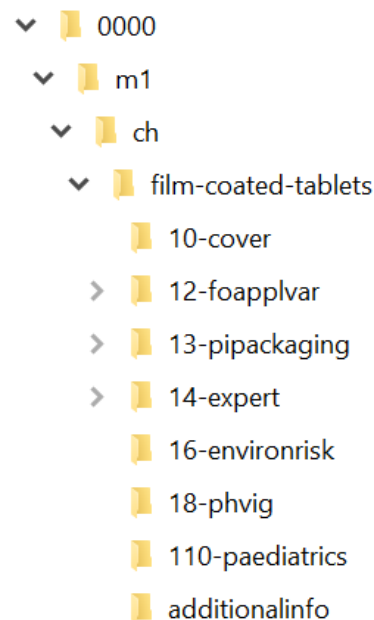 0000
m1
ch
film-coated-tablets
10-cover
12-foapplvar
13-pipackaging
14-expert
16-environrisk
18-phvig
110-paediatrics
additionalinfo